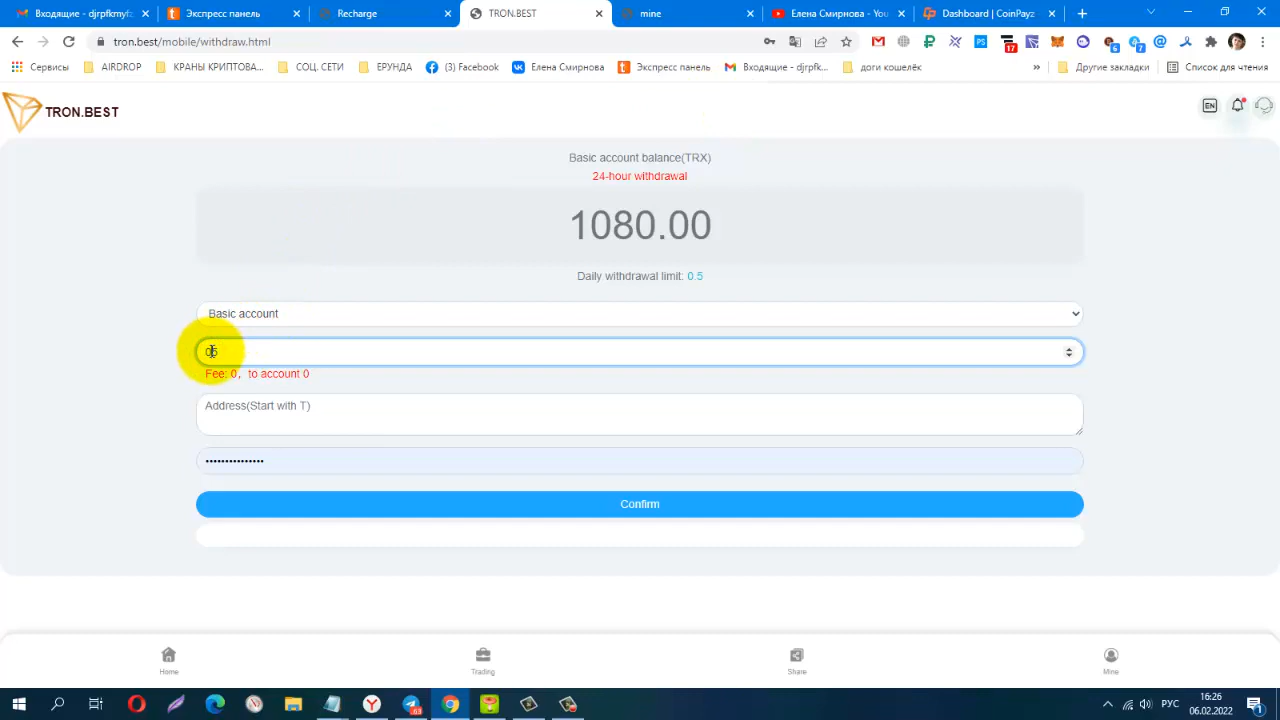 Входящие - djrpfkmyfz
Экспресс панель
Recharge
TRON.BEST
mine
Елена Смирнова - You
Dashboard | CoinPayz
tron.best/mobile/withdraw.html
Сервисы
AIRDROP
КРАНЫ КРИПТОВА...
СОЦ. СЕТИ
ЕРУНДА
(3) Facebook
Елена Смирнова
Экспресс панель
Входящие - djrpfk...
доги кошелёк
»
Другие закладки
Список для чтения
TRON.BEST
EN
Basic account balance(TRX)
24-hour withdrawal
1080.00
Daily withdrawal limit: 0.5
Basic account
Fee: 0, to account 0
Address(Start with T)
•••••••••••••••
Confirm
Home
Trading
Share
Mine
РУС
16:26
06.02.2022